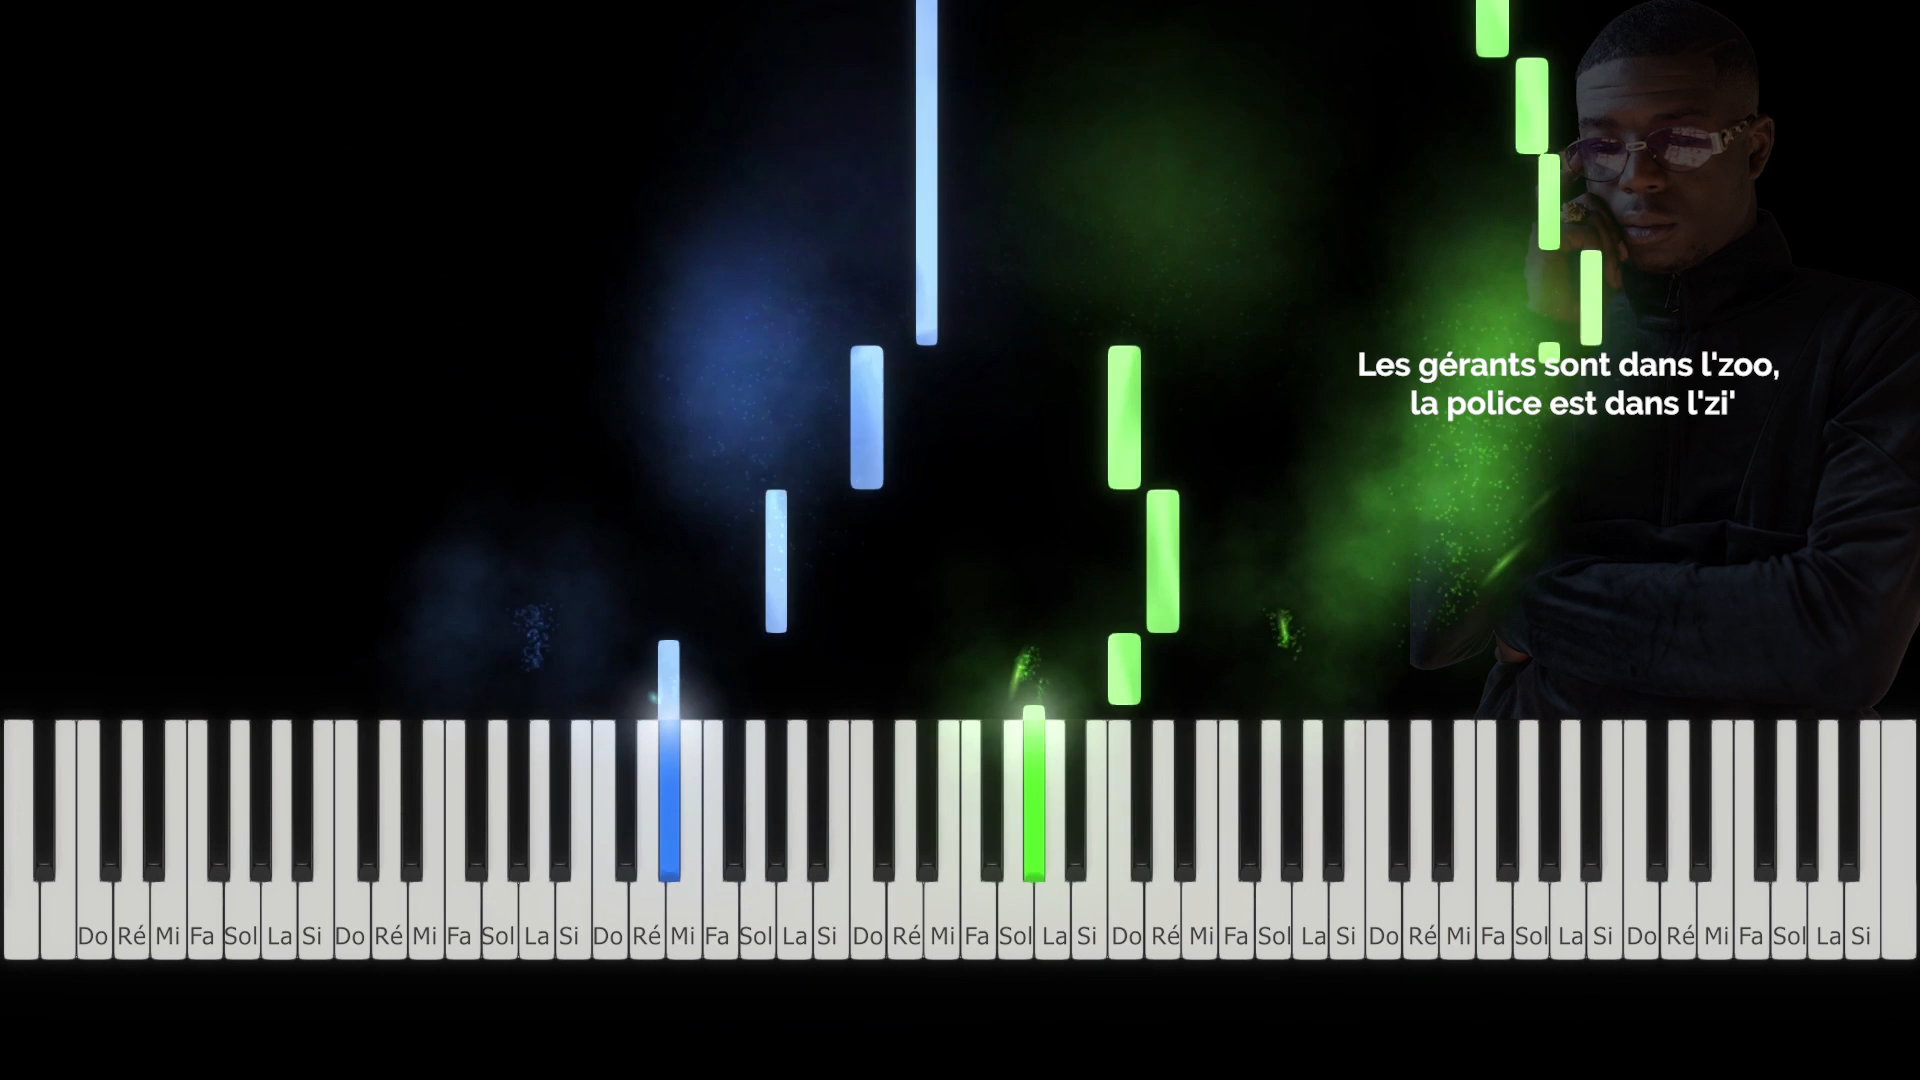 Les gérants sont dans l'zoo,
la police est dans l'zi'
Do Ré Mi Fa Sol La Si Do Ré Mi Fa Sol La Si Do Ré Mi Fa Sol La Si Do Ré Mi Fa Sol La Si Do Ré Mi Fa Sol La Si Do Ré Mi Fa Sol La Si Do Ré Mi Fa Sol La Si